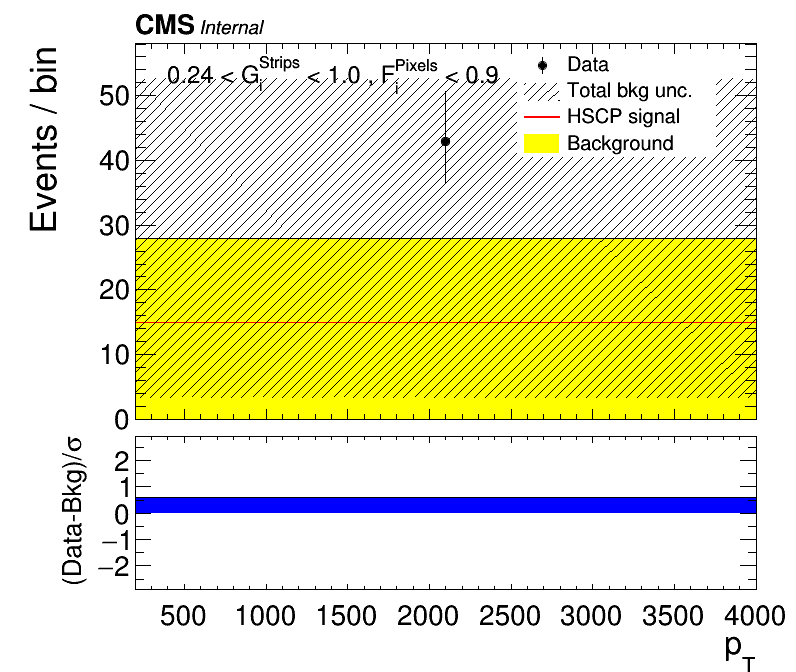 CMS Internal
0.24 < G_i^Strips < 1.0 , F_i^Pixels < 0.9
Data
Total bkg unc.
HSCP signal
Background
Events / bin
50
40
30
20
10
0
(Data-Bkg)/σ
2
1
0
−1
−2
500 1000 1500 2000 2500 3000 3500 4000
p_T